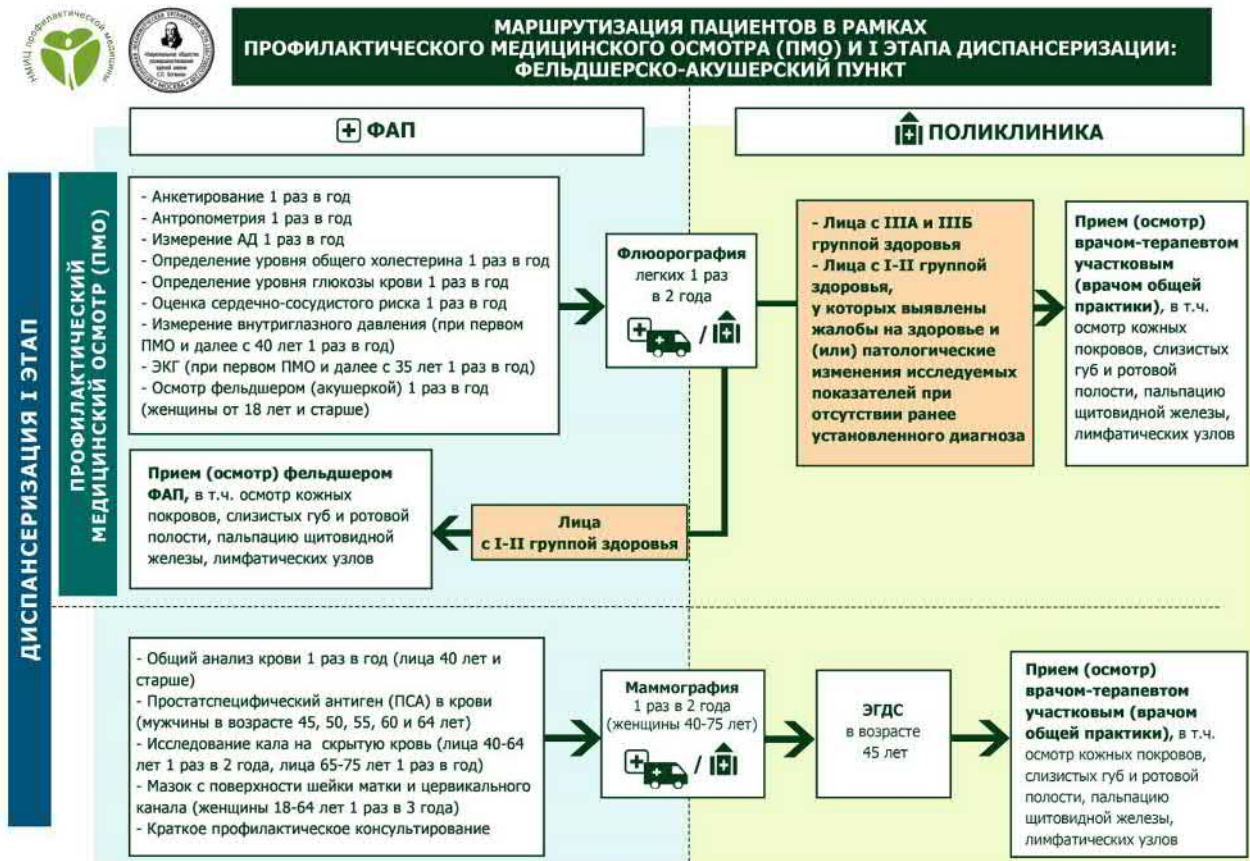 НМИЦ профилактической медицины
МАРШРУТИЗАЦИЯ ПАЦИЕНТОВ В РАМКАХ
ПРОФИЛАКТИЧЕСКОГО МЕДИЦИНСКОГО ОСМОТРА (ПМО) И I ЭТАПА ДИСПАНСЕРИЗАЦИИ:
ФЕЛЬДШЕРСКО-АКУШЕРСКИЙ ПУНКТ
ФАП
ПОЛИКЛИНИКА
ДИСПАНСЕРИЗАЦИЯ I ЭТАП
ПРОФИЛАКТИЧЕСКИЙ
МЕДИЦИНСКИЙ ОСМОТР (ПМО)
- Анкетирование 1 раз в год
- Антропометрия 1 раз в год
- Измерение АД 1 раз в год
- Определение уровня общего холестерина 1 раз в год
- Определение уровня глюкозы крови 1 раз в год
- Оценка сердечно-сосудистого риска 1 раз в год
- Измерение внутриглазного давления (при первом
ПМО и далее с 40 лет 1 раз в год)
- ЭКГ (при первом ПМО и далее с 35 лет 1 раз в год)
- Осмотр фельдшером (акушеркой) 1 раз в год
(женщины от 18 лет и старше)
Флюорография
легких 1 раз
в 2 года
/
- Лица с IIIА и IIIБ
группой здоровья
- Лица с I-II группой
здоровья,
у которых выявлены
жалобы на здоровье и
(или) патологические
изменения исследуемых
показателей при
отсутствии ранее
установленного диагноза
Прием (осмотр)
врачом-терапевтом
участковым
(врачом общей
практики), в т.ч.
осмотр кожных
покровов, слизистых
губ и ротовой
полости, пальпацию
щитовидной железы,
лимфатических узлов
Прием (осмотр) фельдшером
ФАП, в т.ч. осмотр кожных
покровов, слизистых губ и ротовой
полости, пальпацию щитовидной
железы, лимфатических узлов
Лица
с I-II группой здоровья
- Общий анализ крови 1 раз в год (лица 40 лет и
старше)
- Простатспецифический антиген (ПСА) в крови
(мужчины в возрасте 45, 50, 55, 60 и 64 лет)
- Исследование кала на скрытую кровь (лица 40-64
лет 1 раз в 2 года, лица 65-75 лет 1 раз в год)
- Мазок с поверхности шейки матки и цервикального
канала (женщины 18-64 лет 1 раз в 3 года)
- Краткое профилактическое консультирование
Маммография
1 раз в 2 года
(женщины 40-75 лет)
/
ЭГДС
в возрасте
45 лет
Прием (осмотр)
врачом-терапевтом
участковым (врачом
общей практики), в т.ч.
осмотр кожных покровов,
слизистых губ и ротовой
полости, пальпацию
щитовидной железы,
лимфатических узлов